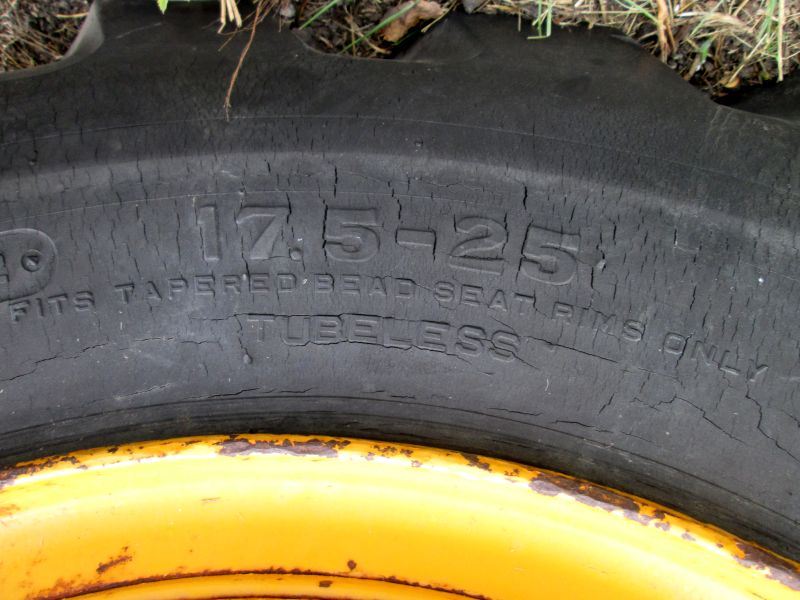 17.5-25
FITS TAPERED BEAD SEAT RIMS ONLY
TUBELESS